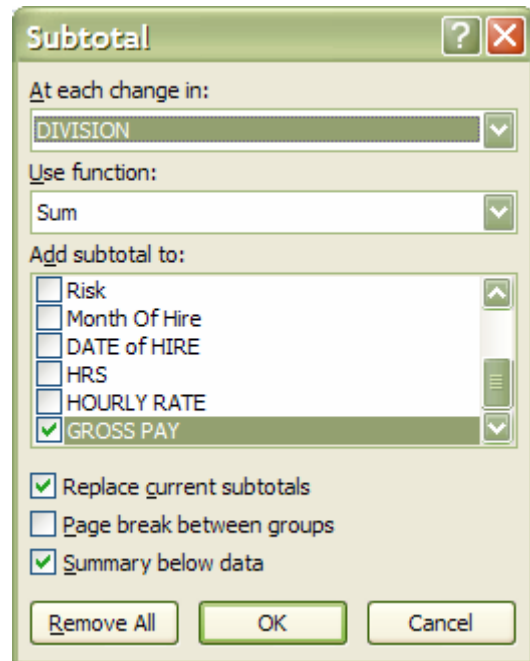 Subtotal
At each change in:
DIVISION
Use function:
Sum
Add subtotal to:
Risk
Month Of Hire
DATE of HIRE
HRS
HOURLY RATE
GROSS PAY
Replace current subtotals
Page break between groups
Summary below data
Remove All OK Cancel